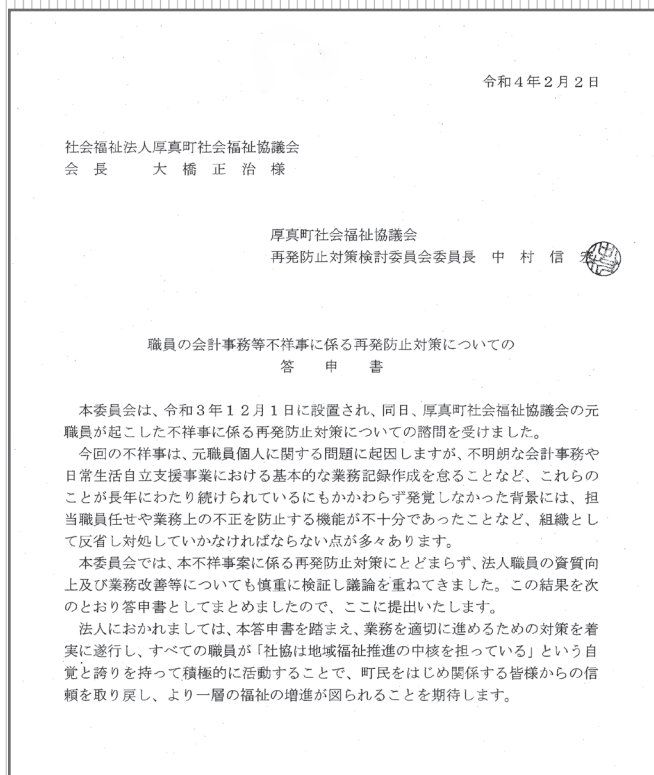 令和4年2月2日
社会福祉法人厚真町社会福祉協議会
会　長　　大　橋　正　治　様
厚真町社会福祉協議会
再発防止対策検討委員会委員長　中　村　信
職員の会計事務等不祥事に係る再発防止対策についての
答　申　書
　本委員会は、令和3年12月1日に設置され、同日、厚真町社会福祉協議会の元
職員が起こした不祥事に係る再発防止対策についての諮問を受けました。
　今回の不祥事は、元職員個人に関する問題に起因しますが、不明朗な会計事務や
日常生活自立支援事業における基本的な業務記録作成を怠ることなど、これらの
ことが長年にわたり続けられているにもかかわらず発覚しなかった背景には、担
当職員任せや業務上の不正を防止する機能が不十分であったことなど、組織とし
て反省し対処していかなければならない点が多々あります。
　本委員会では、本不祥事案に係る再発防止対策にとどまらず、法人職員の資質向
上及び業務改善等についても慎重に検証し議論を重ねてきました。この結果を次
のとおり答申書としてまとめましたので、ここに提出いたします。
　法人におかれましては、本答申書を踏まえ、業務を適切に進めるための対策を着
実に遂行し、すべての職員が「社協は地域福祉推進の中核を担っている」という自
覚と誇りを持って積極的に活動することで、町民をはじめ関係する皆様からの信
頼を取り戻し、より一層の福祉の増進が図られることを期待します。